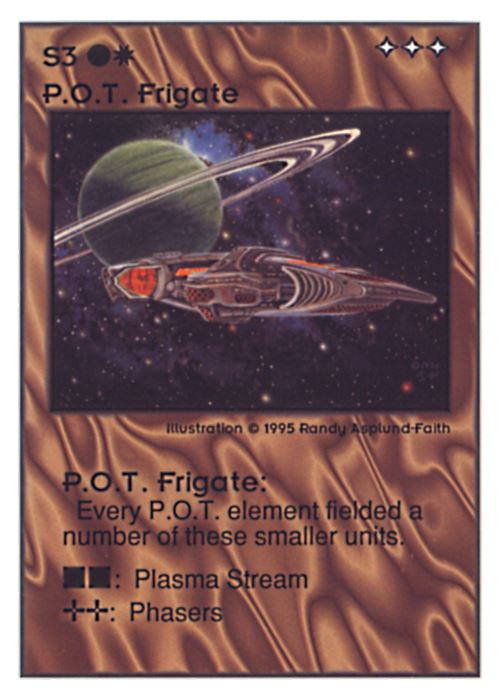 S3
P.O.T. Frigate
Illustration © 1995 Randy Asplund-Faith
P.O.T. Frigate:
Every P.O.T. element fielded a
number of these smaller units.
: Plasma Stream
: Phasers